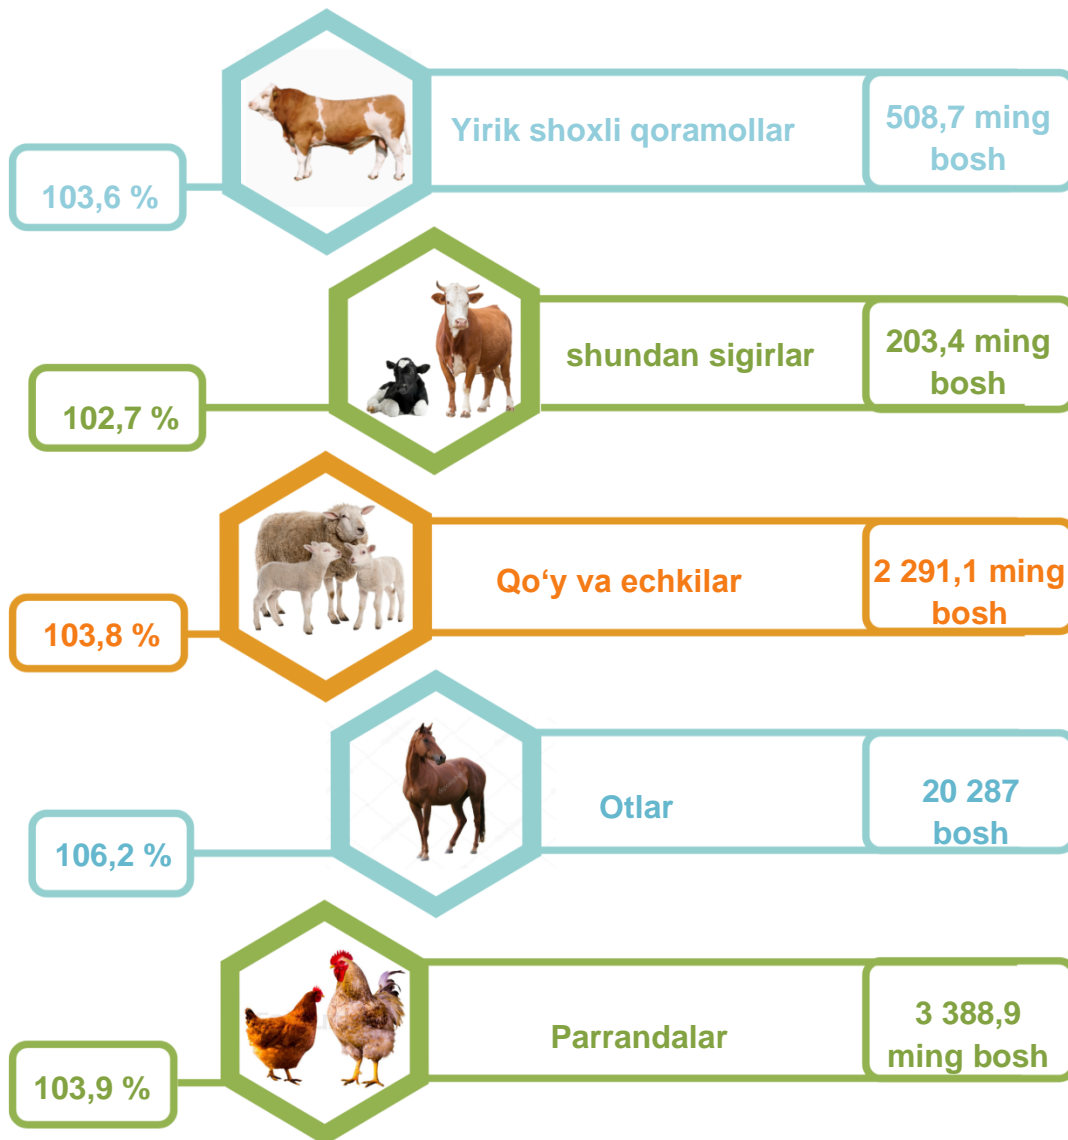 Yirik shoxli qoramollar
508,7 ming
bosh
103,6 %
shundan sigirlar
203,4 ming
bosh
102,7 %
Qo‘y va echkilar
2 291,1 ming
bosh
103,8 %
Otlar
20 287
bosh
106,2 %
Parrandalar
3 388,9
ming bosh
103,9 %